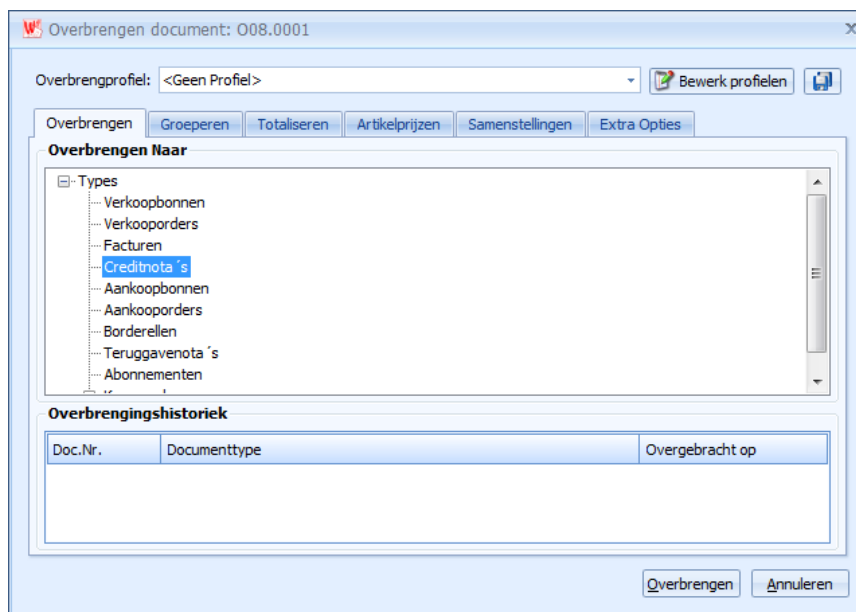 Overbrengen document: O08.0001
Overbrengprofiel: <Geen Profiel> Bewerk profielen
Overbrengen Groeperen Totaliseren Artikelprijzen Samenstellingen Extra Opties
Overbrengen Naar
Types
Verkoopbonnen
Verkooporders
Facturen
Creditnota´s
Aankoopbonnen
Aankooporders
Borderellen
Teruggavenota´s
Abonnementen
Overbrengingshistoriek
Doc.Nr. Documenttype Overgebracht op
Overbrengen Annuleren